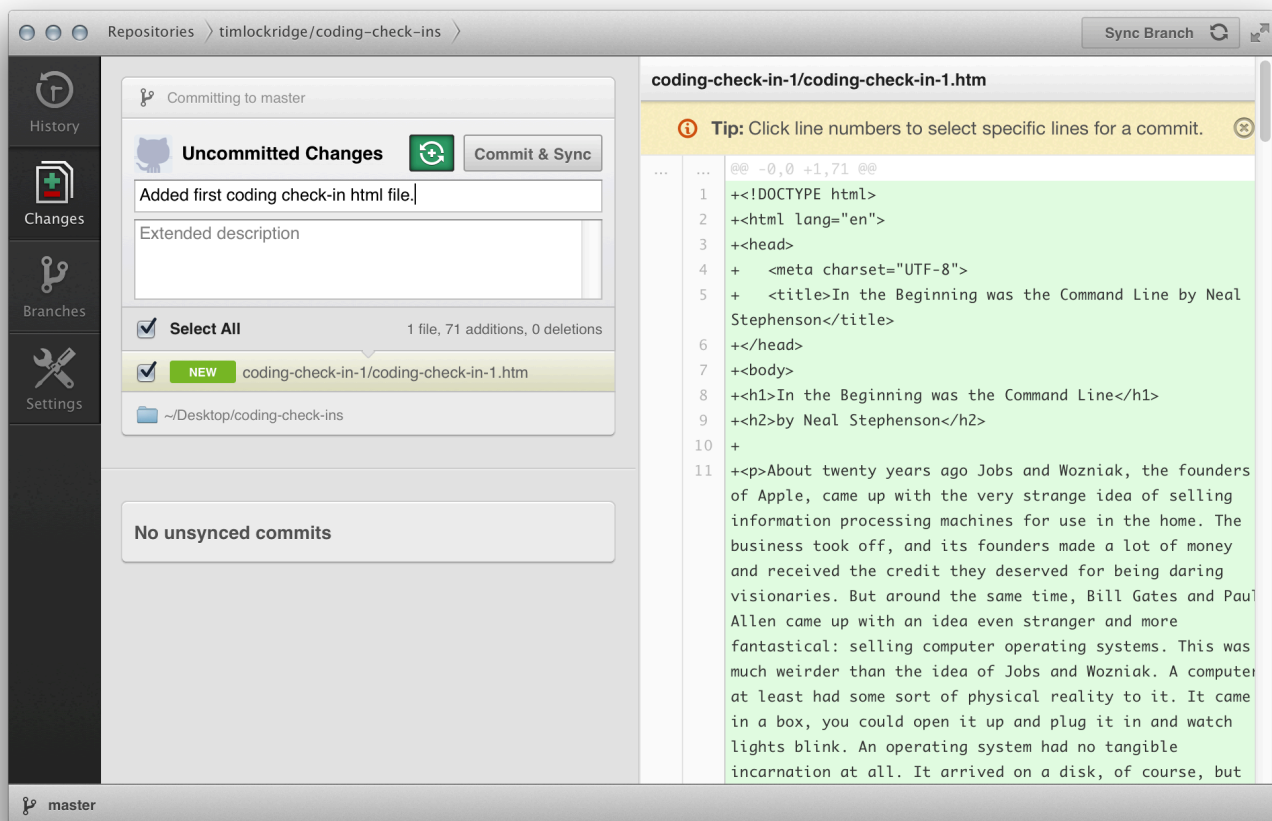 Repositories timlockridge/coding-check-ins
Sync Branch
History
Changes
Branches
Settings
Committing to master
Uncommitted Changes
Commit & Sync
Added first coding check-in html file.
Extended description
Select All 1 file, 71 additions, 0 deletions
NEW coding-check-in-1/coding-check-in-1.htm
~/Desktop/coding-check-ins
No unsynced commits
coding-check-in-1/coding-check-in-1.htm
Tip: Click line numbers to select specific lines for a commit.
... ... @@ -0,0 +1,71 @@
1 +<!DOCTYPE html>
2 +<html lang="en">
3 +<head>
4 +   <meta charset="UTF-8">
5 +   <title>In the Beginning was the Command Line by Neal
Stephenson</title>
6 +</head>
7 +<body>
8 +<h1>In the Beginning was the Command Line</h1>
9 +<h2>by Neal Stephenson</h2>
10 +
11 +<p>About twenty years ago Jobs and Wozniak, the founders
of Apple, came up with the very strange idea of selling
information processing machines for use in the home. The
business took off, and its founders made a lot of money
and received the credit they deserved for being daring
visionaries. But around the same time, Bill Gates and Paul
Allen came up with an idea even stranger and more
fantastical: selling computer operating systems. This was
much weirder than the idea of Jobs and Wozniak. A computer
at least had some sort of physical reality to it. It came
in a box, you could open it up and plug it in and watch
lights blink. An operating system had no tangible
incarnation at all. It arrived on a disk, of course, but
master